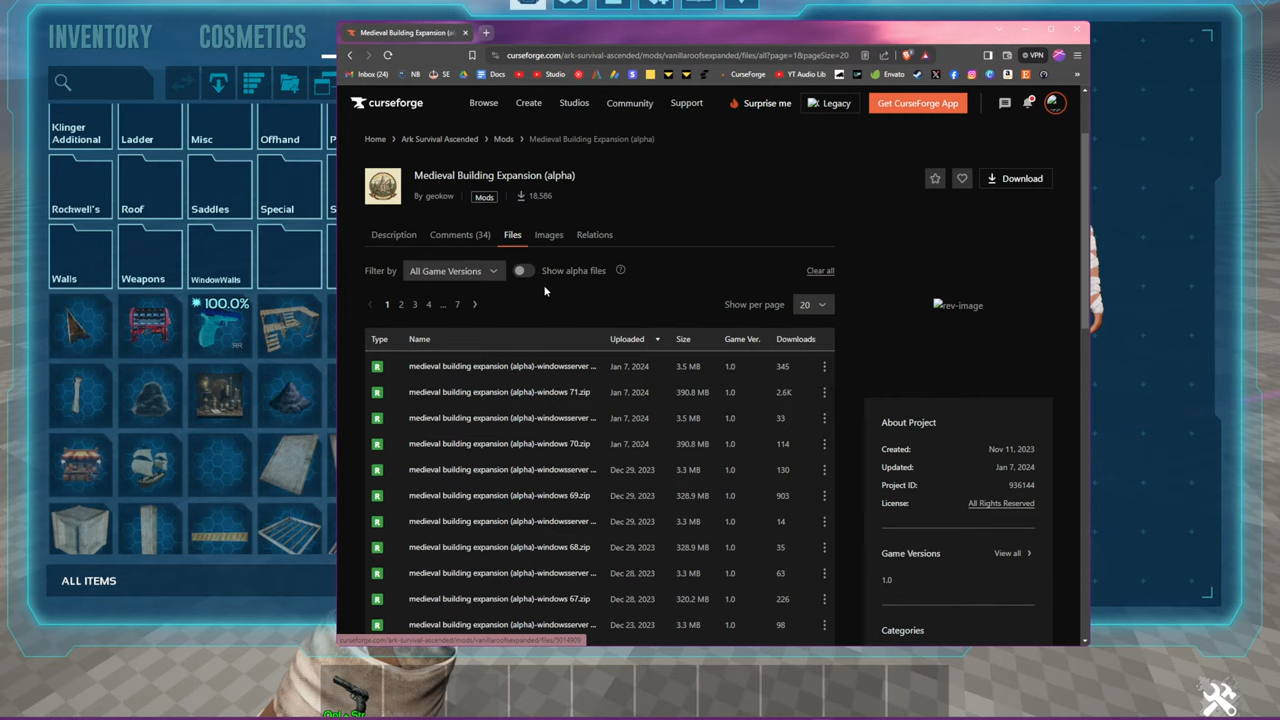 INVENTORY
COSMETICS
Klinger
Additional
Ladder
Misc
Offhand
Rockwell's
Roof
Saddles
Special
Walls
Weapons
WindowWalls
100.0%
RR
ALL ITEMS
Medieval Building Expansion (al
curseforge.com/ark-survival-ascended/mods/vanillaroofsexpanded/files/all?page=1&pageSize=20
VPN
Inbox (24)
NB
SE
Docs
Studio
CurseForge
YT Audio Lib
Envato
curseforge
Browse
Create
Studios
Community
Support
Surprise me
Legacy
Get CurseForge App
Home > Ark Survival Ascended > Mods > Medieval Building Expansion (alpha)
Medieval Building Expansion (alpha)
By geokow
Mods
18,586
Download
Description
Comments (34)
Files
Images
Relations
Filter by
All Game Versions
Show alpha files
Clear all
1 2 3 4 ... 7
Show per page
20
rev-image
Type Name Uploaded Size Game Ver. Downloads
R medieval building expansion (alpha)-windowsserver ... Jan 7, 2024 3.5 MB 1.0 345
R medieval building expansion (alpha)-windows 71.zip Jan 7, 2024 390.8 MB 1.0 2.6K
R medieval building expansion (alpha)-windowsserver ... Jan 7, 2024 3.5 MB 1.0 33
R medieval building expansion (alpha)-windows 70.zip Jan 7, 2024 390.8 MB 1.0 114
R medieval building expansion (alpha)-windowsserver ... Dec 29, 2023 3.3 MB 1.0 130
R medieval building expansion (alpha)-windows 69.zip Dec 29, 2023 328.9 MB 1.0 903
R medieval building expansion (alpha)-windowsserver ... Dec 29, 2023 3.3 MB 1.0 14
R medieval building expansion (alpha)-windows 68.zip Dec 29, 2023 328.9 MB 1.0 35
R medieval building expansion (alpha)-windowsserver ... Dec 28, 2023 3.3 MB 1.0 63
R medieval building expansion (alpha)-windows 67.zip Dec 28, 2023 320.2 MB 1.0 226
R medieval building expansion (alpha)-windowsserver ... Dec 23, 2023 3.3 MB 1.0 98
About Project
Created: Nov 11, 2023
Updated: Jan 7, 2024
Project ID: 936144
License: All Rights Reserved
Game Versions
View all
1.0
Categories
curseforge.com/ark-survival-ascended/mods/vanillaroofsexpanded/files/5014909